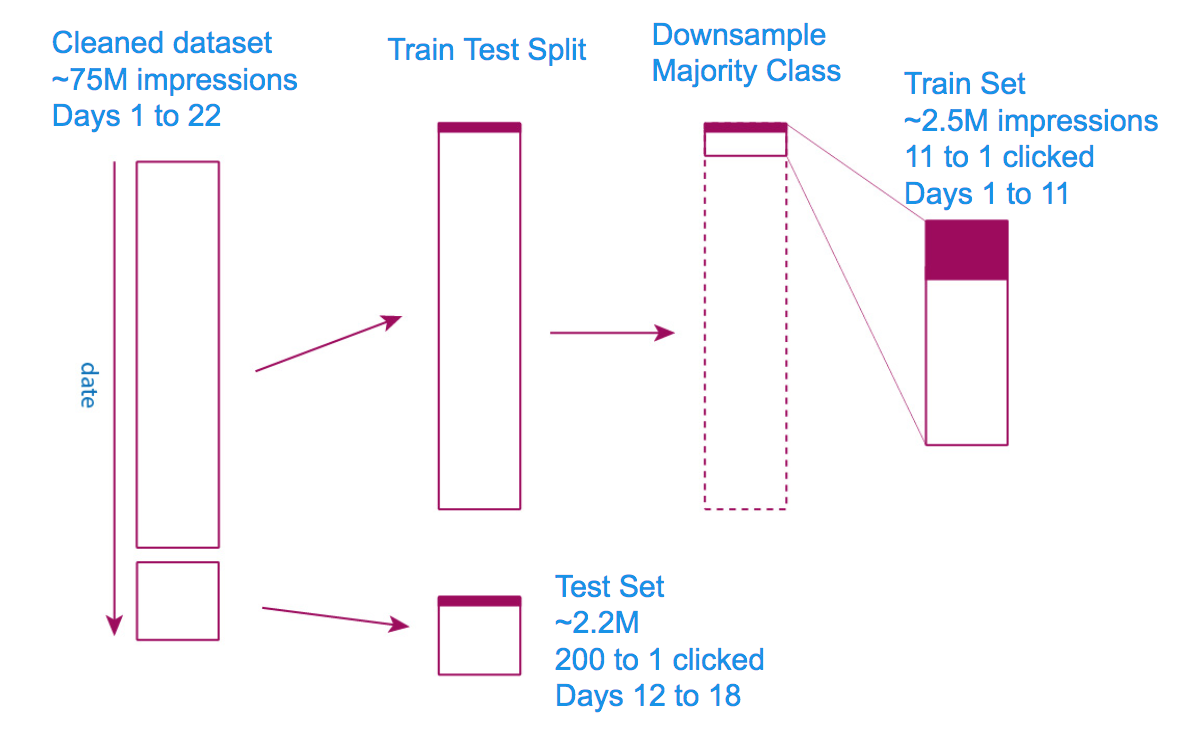 Cleaned dataset
~75M impressions
Days 1 to 22
Train Test Split
Downsample
Majority Class
Train Set
~2.5M impressions
11 to 1 clicked
Days 1 to 11
date
Test Set
~2.2M
200 to 1 clicked
Days 12 to 18